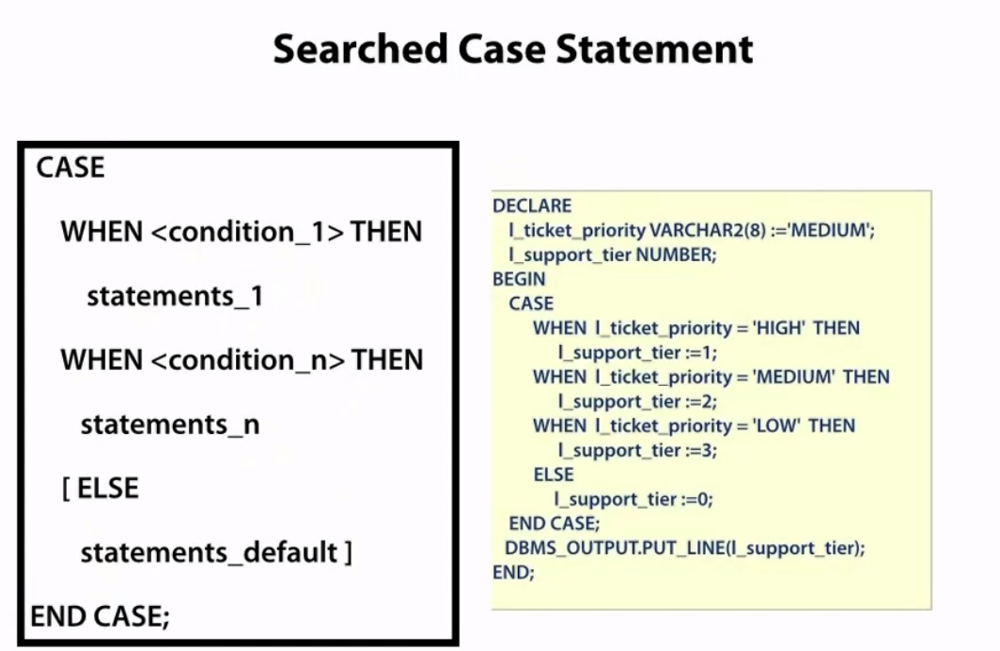 Searched Case Statement
CASE
WHEN <condition_1> THEN
statements_1
WHEN <condition_n> THEN
statements_n
[ ELSE
statements_default ]
END CASE;
DECLARE
l_ticket_priority VARCHAR2(8) :='MEDIUM';
l_support_tier NUMBER;
BEGIN
CASE
WHEN l_ticket_priority = 'HIGH' THEN
l_support_tier :=1;
WHEN l_ticket_priority = 'MEDIUM' THEN
l_support_tier :=2;
WHEN l_ticket_priority = 'LOW' THEN
l_support_tier :=3;
ELSE
l_support_tier :=0;
END CASE;
DBMS_OUTPUT.PUT_LINE(l_support_tier);
END;